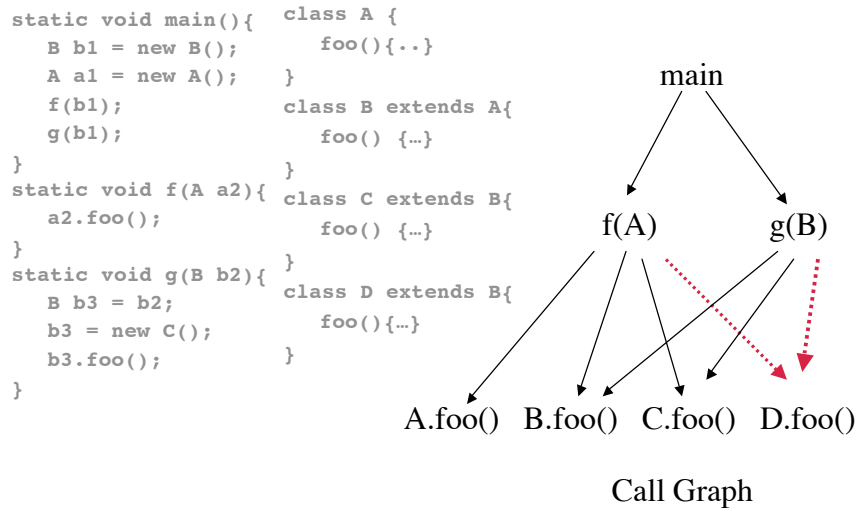 static void main(){
   B b1 = new B();
   A a1 = new A();
   f(b1);
   g(b1);
}
static void f(A a2){
   a2.foo();
}
static void g(B b2){
   B b3 = b2;
   b3 = new C();
   b3.foo();
}
class A {
   foo(){..}
}
class B extends A{
   foo() {…}
}
class C extends B{
   foo() {…}
}
class D extends B{
   foo(){…}
}
main
f(A) g(B)
A.foo() B.foo() C.foo() D.foo()
Call Graph